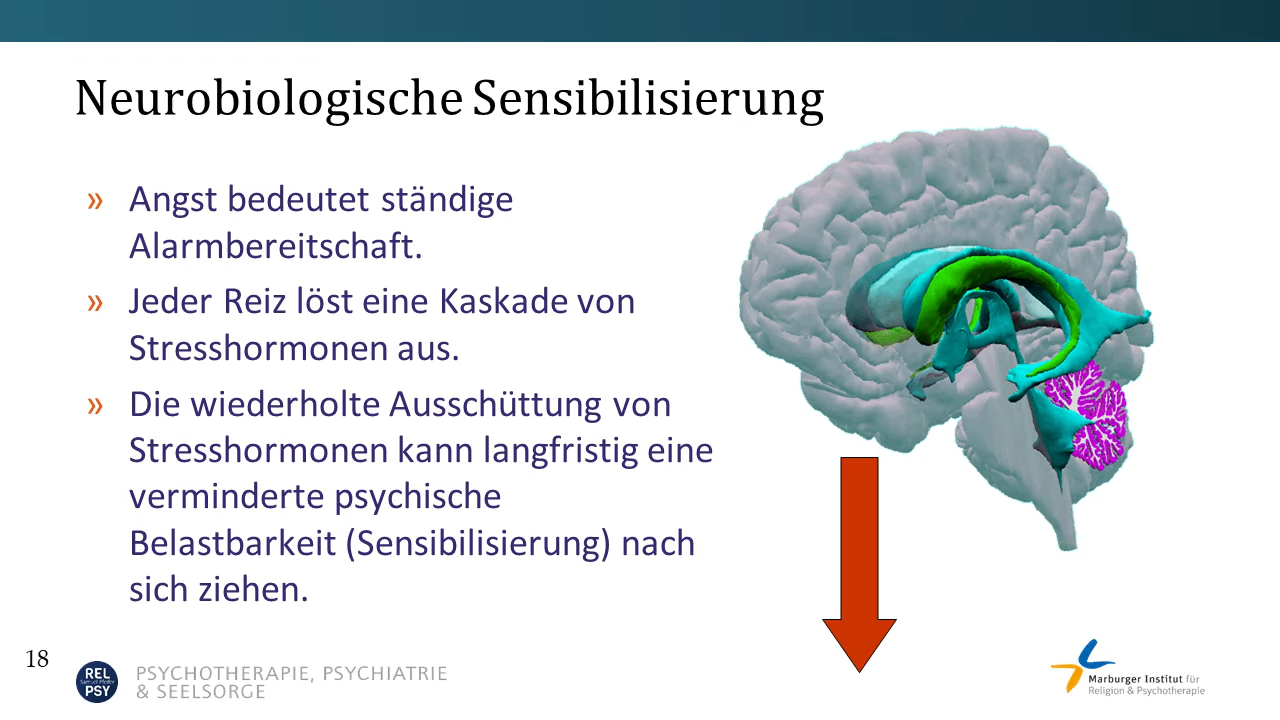 Neurobiologische Sensibilisierung
» Angst bedeutet ständige
Alarmbereitschaft.
» Jeder Reiz löst eine Kaskade von
Stresshormonen aus.
» Die wiederholte Ausschüttung von
Stresshormonen kann langfristig eine
verminderte psychische
Belastbarkeit (Sensibilisierung) nach
sich ziehen.
18
REL
Samuel Pfeifer
PSY
PSYCHOTHERAPIE, PSYCHIATRIE
& SEELSORGE
Marburger Institut für
Religion & Psychotherapie